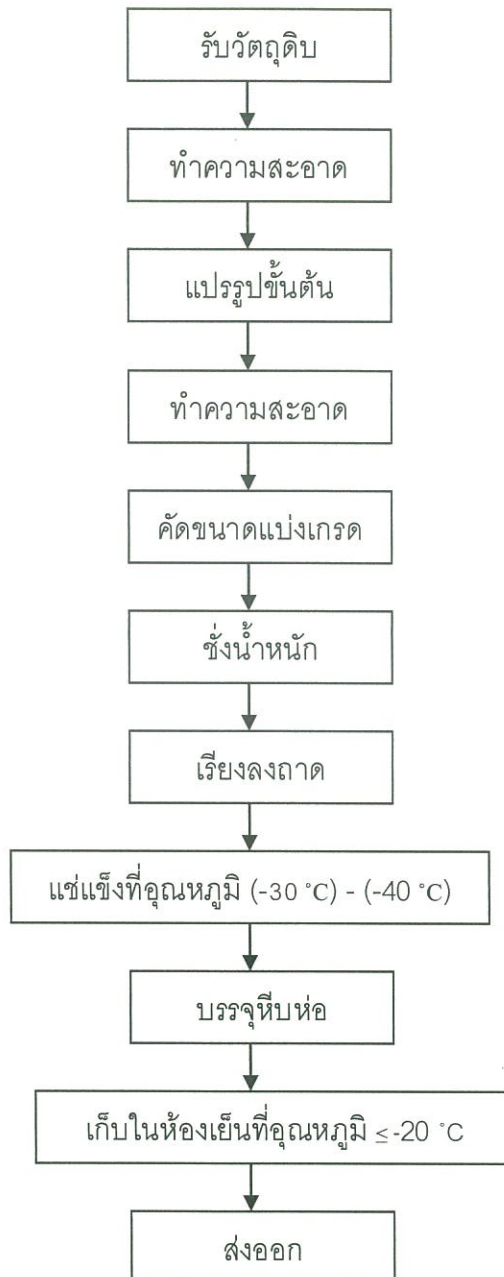 รับวัตถุดิบ
ทำความสะอาด
แปรรูปขั้นต้น
ทำความสะอาด
คัดขนาดแบ่งเกรด
ชั่งน้ำหนัก
เรียงลงถาด
แช่แข็งที่อุณหภูมิ (-30 °C) - (-40 °C)
บรรจุหีบห่อ
เก็บในห้องเย็นที่อุณหภูมิ ≤-20 °C
ส่งออก